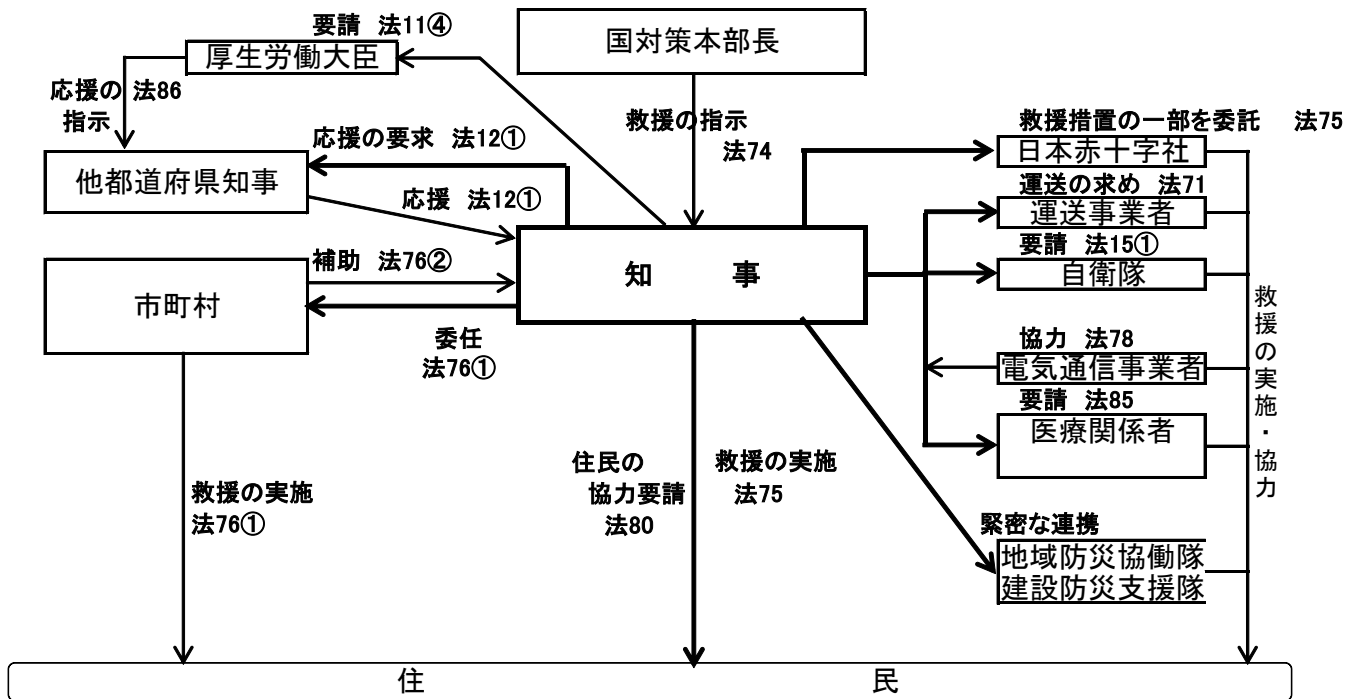 要請 法11④
厚生労働大臣
国対策本部長
応援の 法86
指示
救援の指示
法74
応援の要求 法12①
他都道府県知事
応援 法12①
救援措置の一部を委託 法75
日本赤十字社
運送の求め 法71
運送事業者
要請 法15①
自衛隊
補助 法76②
市町村
知 事
委任
法76①
協力 法78
電気通信事業者
要請 法85
医療関係者
救援の実施・協力
住民の
協力要請
法80
救援の実施
法75
救援の実施
法76①
緊密な連携
地域防災協働隊
建設防災支援隊
住 民